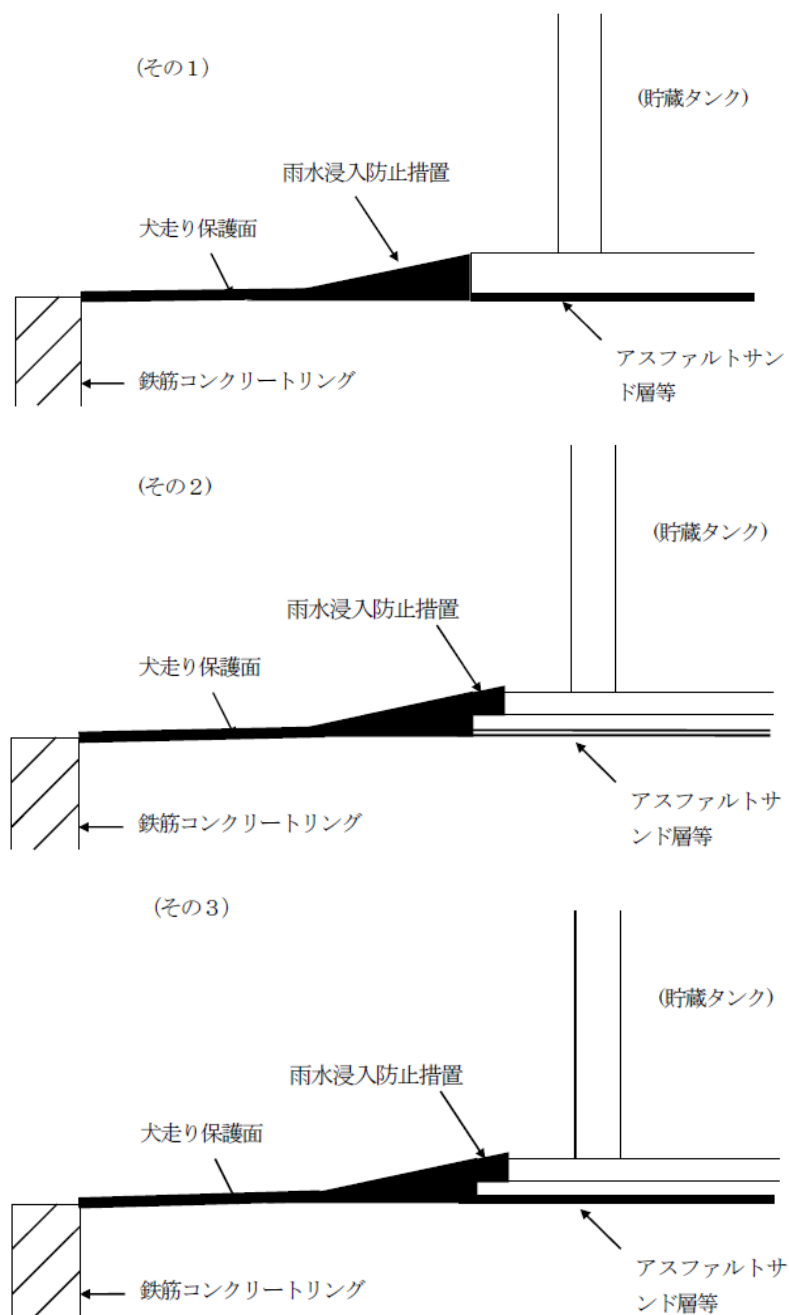 (その１)
(貯蔵タンク)
雨水浸入防止措置
犬走り保護面
アスファルトサン
ド層等
鉄筋コンクリートリング
(その２)
(貯蔵タンク)
雨水浸入防止措置
犬走り保護面
アスファルトサ
ンド層等
鉄筋コンクリートリング
(その３)
(貯蔵タンク)
雨水浸入防止措置
犬走り保護面
アスファルトサ
ンド層等
鉄筋コンクリートリング